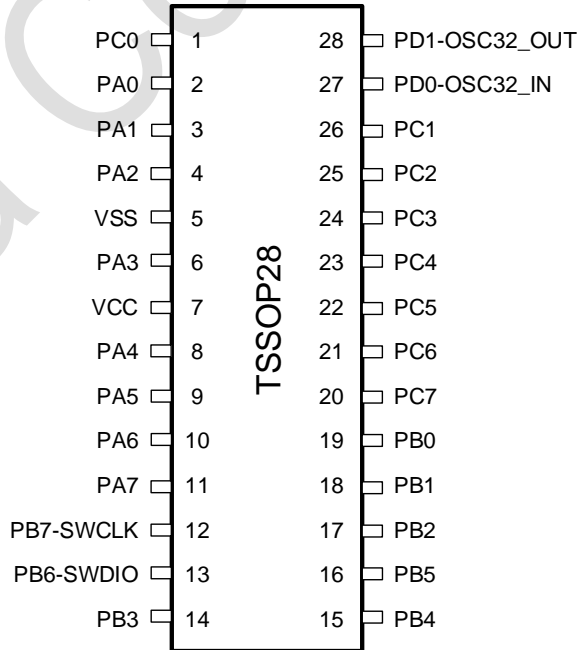 PC0 1 28 PD1-OSC32_OUT
PA0 2 27 PD0-OSC32_IN
PA1 3 26 PC1
PA2 4 25 PC2
VSS 5 24 PC3
PA3 6 23 PC4
VCC 7 22 PC5
PA4 8 21 PC6
PA5 9 20 PC7
PA6 10 19 PB0
PA7 11 18 PB1
PB7-SWCLK 12 17 PB2
PB6-SWDIO 13 16 PB5
PB3 14 15 PB4
TSSOP28